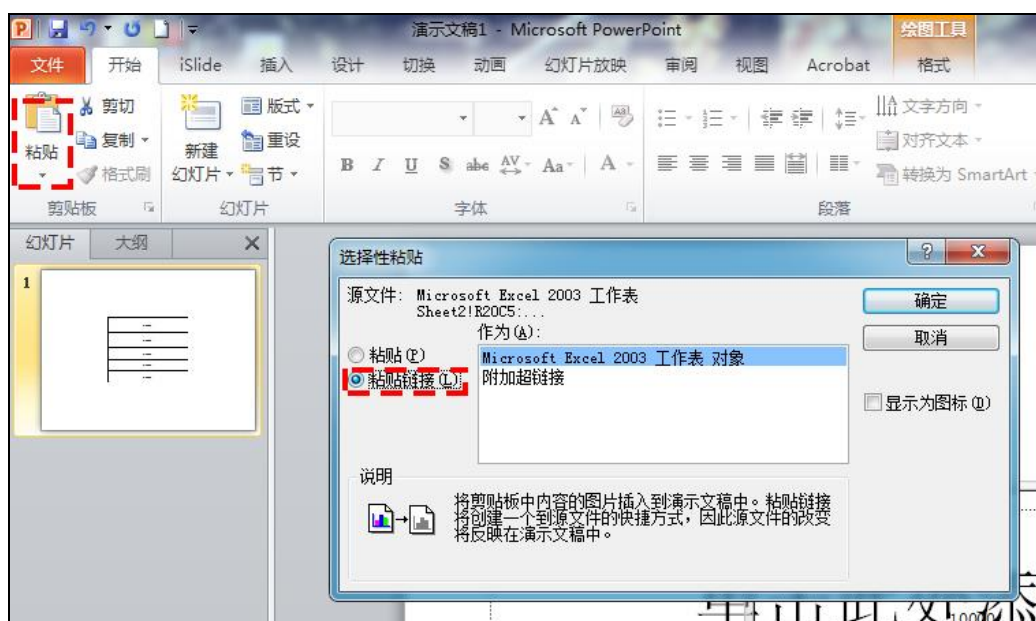 演示文稿1 - Microsoft PowerPoint
绘图工具
文件 开始 iSlide 插入 设计 切换 动画 幻灯片放映 审阅 视图 Acrobat 格式
粘贴
剪切
复制
格式刷
剪贴板
新建
幻灯片
版式
重设
节
幻灯片
B I U S abc AV Aa A
字体
文字方向
对齐文本
转换为 SmartArt
段落
幻灯片 大纲
1
选择性粘贴
源文件: Microsoft Excel 2003 工作表
Sheet2!R20C5:...
作为(A):
粘贴(P)
粘贴链接(L)
Microsoft Excel 2003 工作表 对象
附加超链接
确定
取消
显示为图标(D)
说明
将剪贴板中内容的图片插入到演示文稿中。粘贴链接
将创建一个到源文件的快捷方式，因此源文件的改变
将反映在演示文稿中。
单击此处添